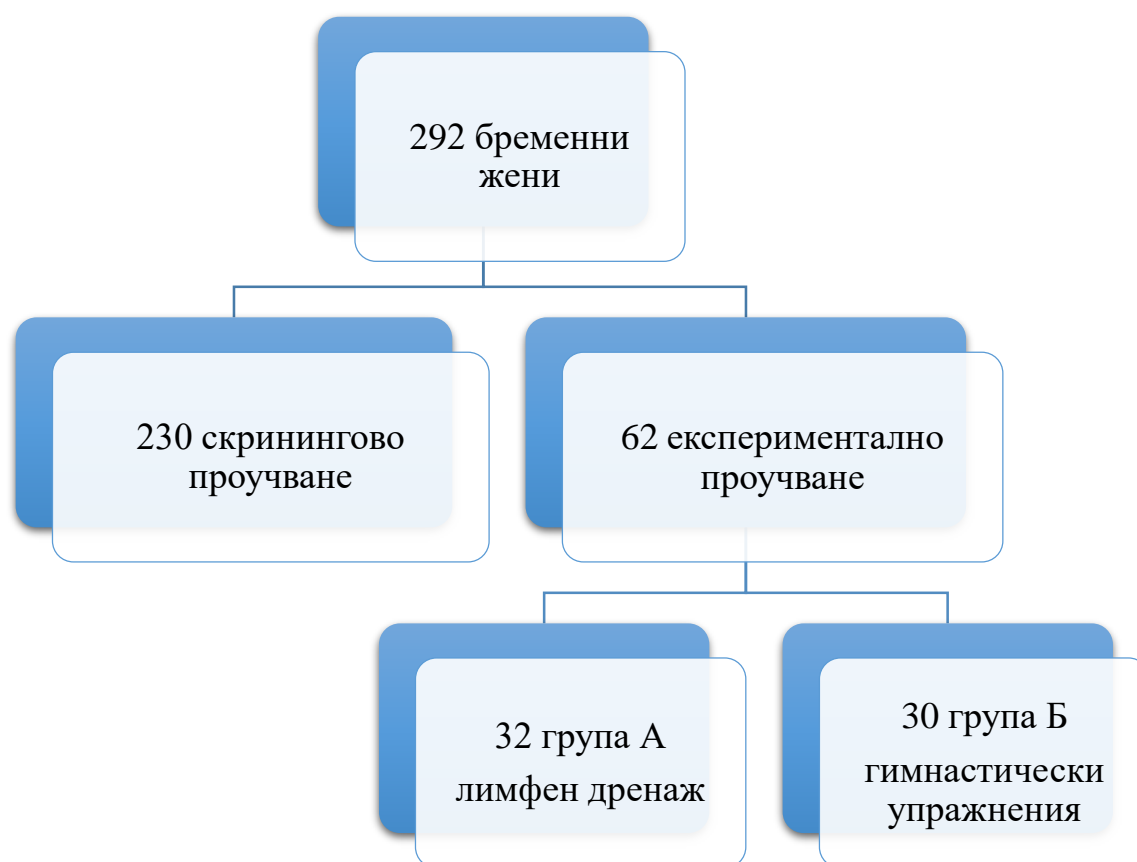 292 бременни
жени
230 скринингово
проучване
62 експериментално
проучване
32 група А
лимфен дренаж
30 група Б
гимнастически
упражнения